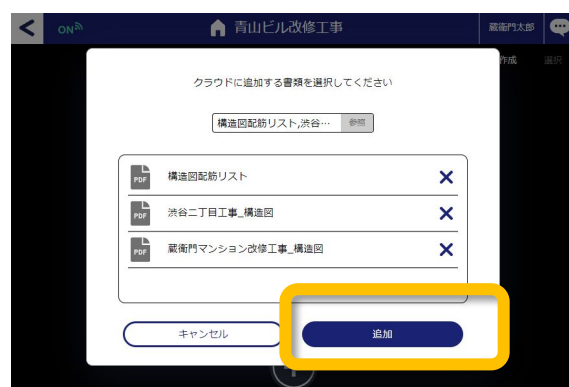 ON
青山ビル改修工事
蔵衛門太郎
作成
選択
クラウドに追加する書類を選択してください
構造図配筋リスト,渋谷…
参照
PDF
構造図配筋リスト
PDF
渋谷二丁目工事_構造図
PDF
蔵衛門マンション改修工事_構造図
キャンセル
追加